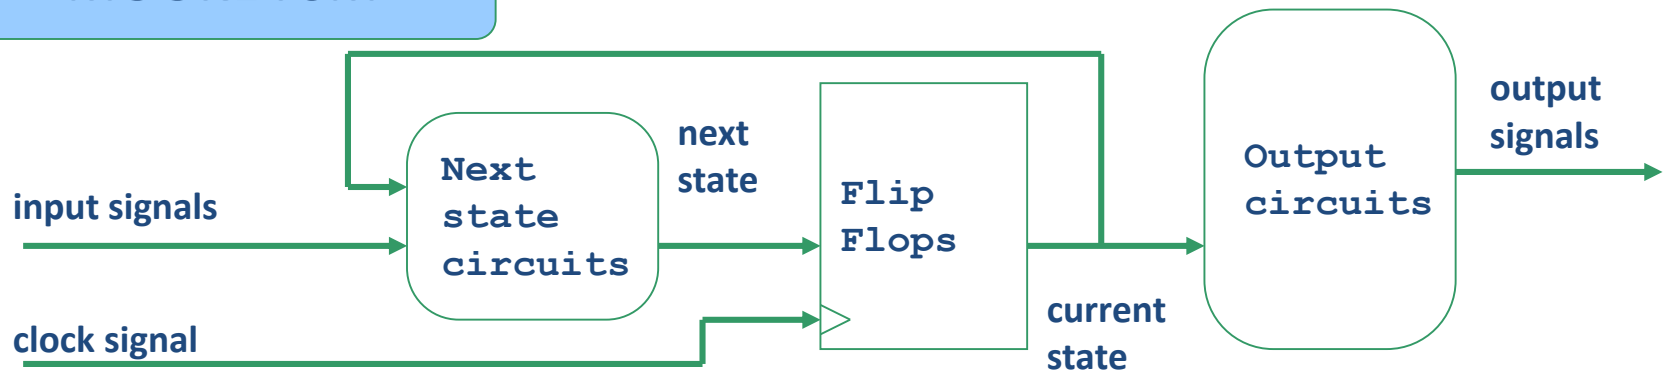 input signals
clock signal
Next
state
circuits
next
state
Flip
Flops
current
state
Output
circuits
output
signals